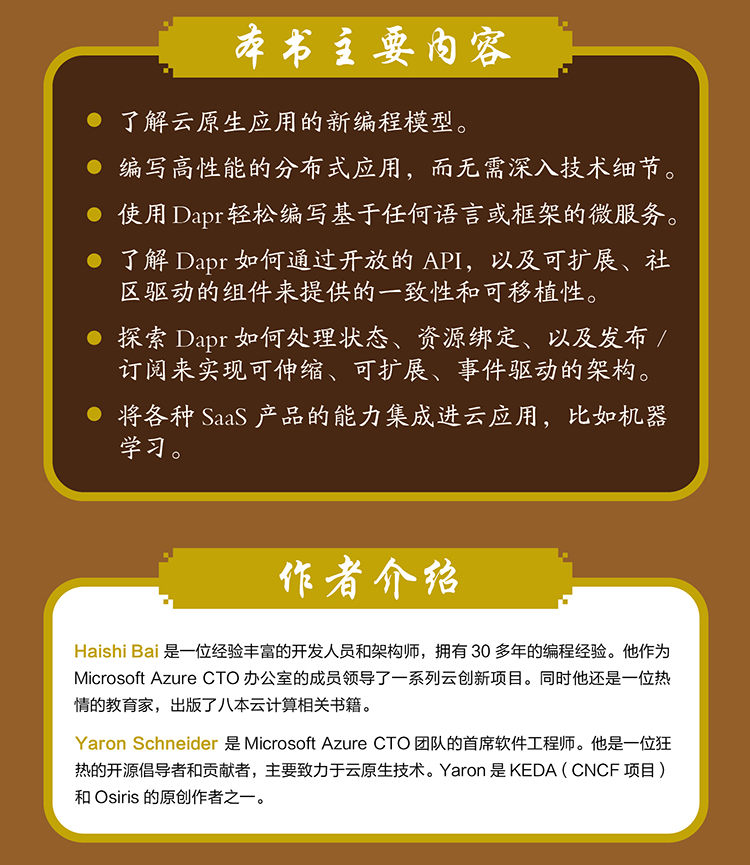 本书主要内容
了解云原生应用的新编程模型。
编写高性能的分布式应用，而无需深入技术细节。
使用Dapr轻松编写基于任何语言或框架的微服务。
了解 Dapr 如何通过开放的 API，以及可扩展、社
区驱动的组件来提供的一致性和可移植性。
探索 Dapr 如何处理状态、资源绑定、以及发布 /
订阅来实现可伸缩、可扩展、事件驱动的架构。
将各种 SaaS 产品的能力集成进云应用，比如机器
学习。
作者介绍
Haishi Bai 是一位经验丰富的开发人员和架构师，拥有 30 多年的编程经验。他作为
Microsoft Azure CTO 办公室的成员领导了一系列云创新项目。同时他还是一位热
情的教育家，出版了八本云计算相关书籍。
Yaron Schneider 是 Microsoft Azure CTO 团队的首席软件工程师。他是一位狂
热的开源倡导者和贡献者，主要致力于云原生技术。Yaron 是 KEDA（CNCF 项目）
和 Osiris 的原创作者之一。